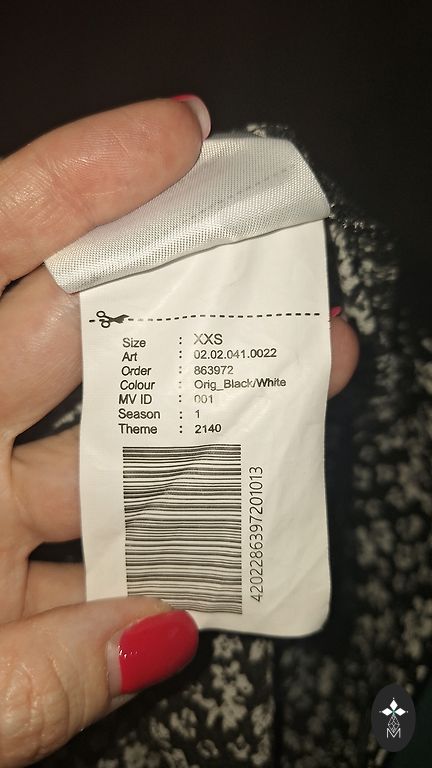 Size : XXS
Art : 02.02.041.0022
Order : 863972
Colour : Orig_Black/White
MV ID : 001
Season : 1
Theme : 2140
4202286397201013
M